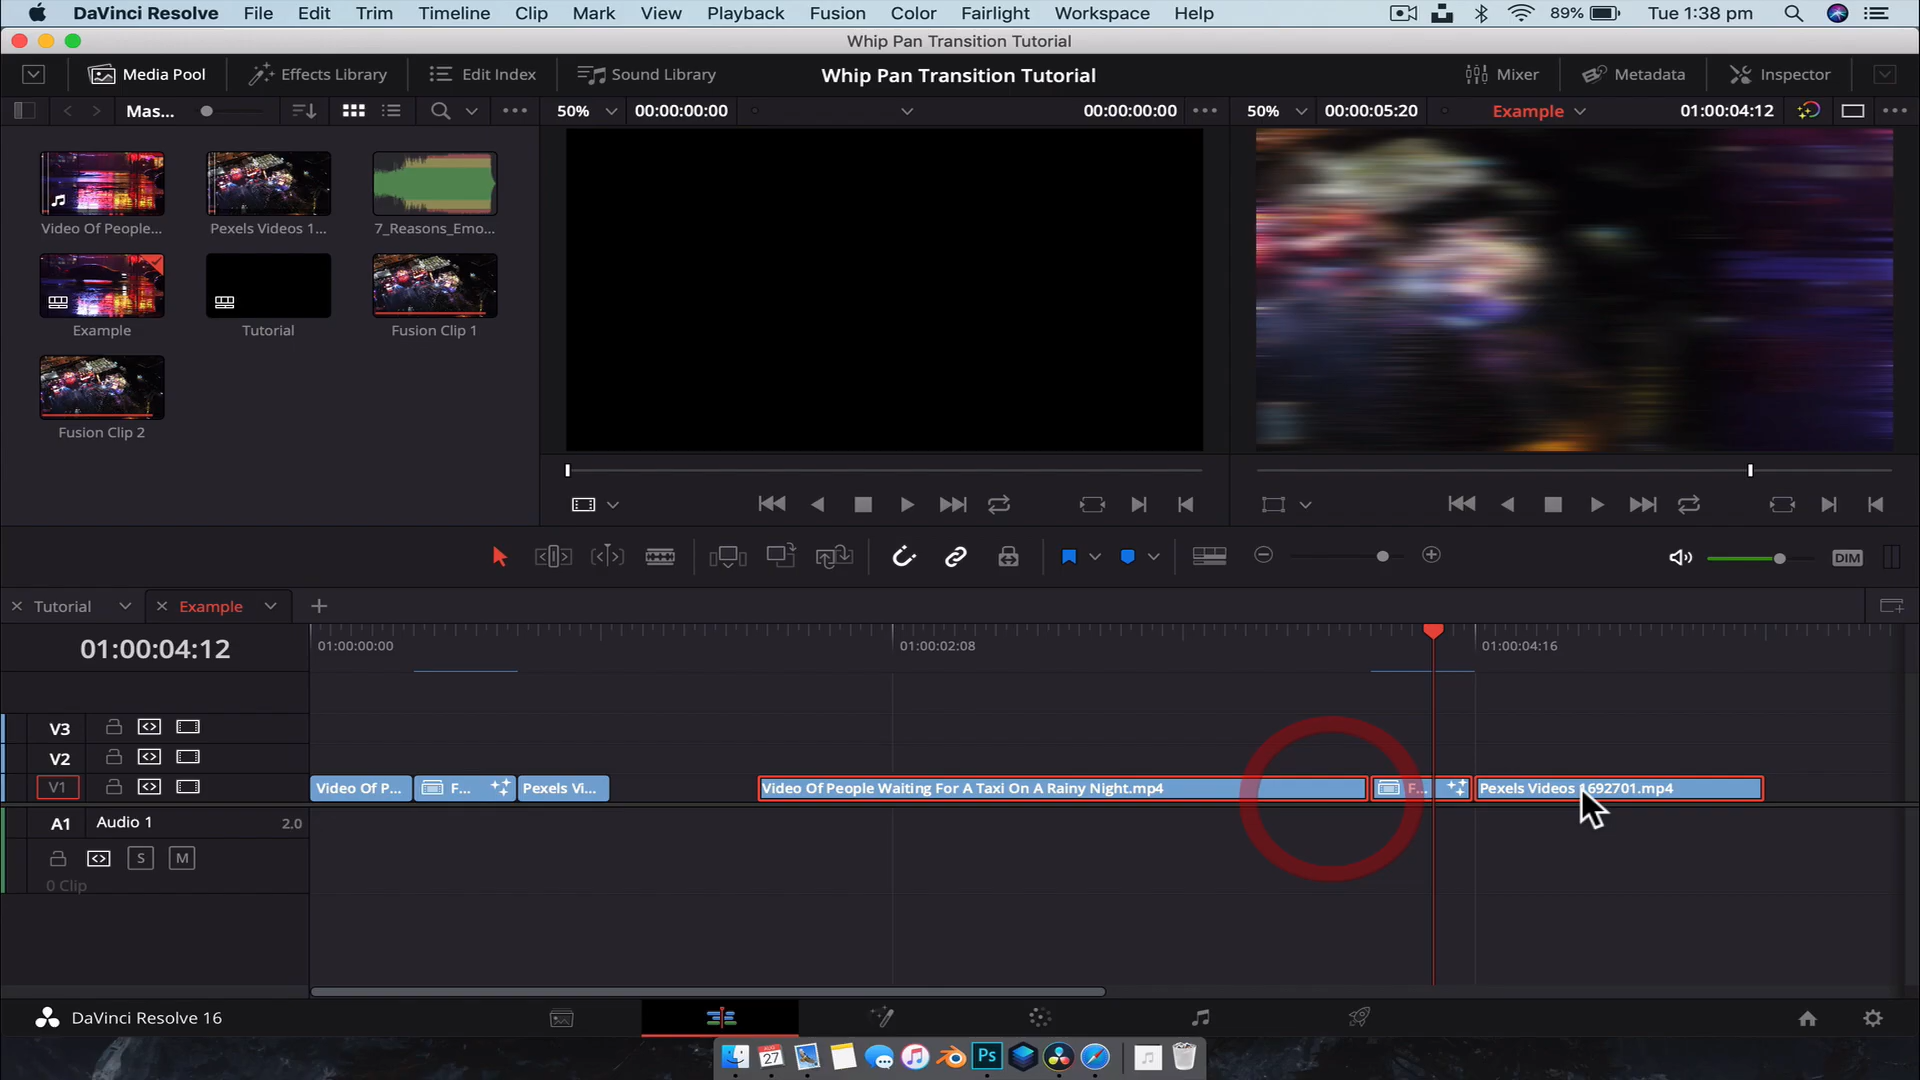 DaVinci Resolve File Edit Trim Timeline Clip Mark View Playback Fusion Color Fairlight Workspace Help 89% Tue 1:38 pm
Whip Pan Transition Tutorial
Media Pool Effects Library Edit Index Sound Library Whip Pan Transition Tutorial Mixer Metadata Inspector
Mas... 50% 00:00:00:00 00:00:00:00 50% 00:00:05:20 Example 01:00:04:12
Video Of People... Pexels Videos 1... 7_Reasons_Emo...
Example Tutorial Fusion Clip 1
Fusion Clip 2
DIM
Tutorial Example
01:00:04:12 01:00:00:00 01:00:02:08 01:00:04:16
V3
V2
V1 Video Of P... F... Pexels Vi... Video Of People Waiting For A Taxi On A Rainy Night.mp4 F... Pexels Videos 1692701.mp4
A1 Audio 1 2.0
S M
0 Clip
DaVinci Resolve 16
AUG
27 Ps